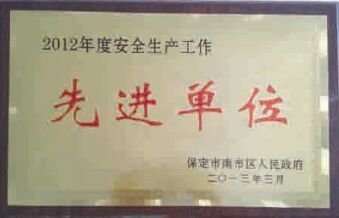 2012年度安全生产工作
先进单位
保定市南市区人民政府
二〇一三年三月